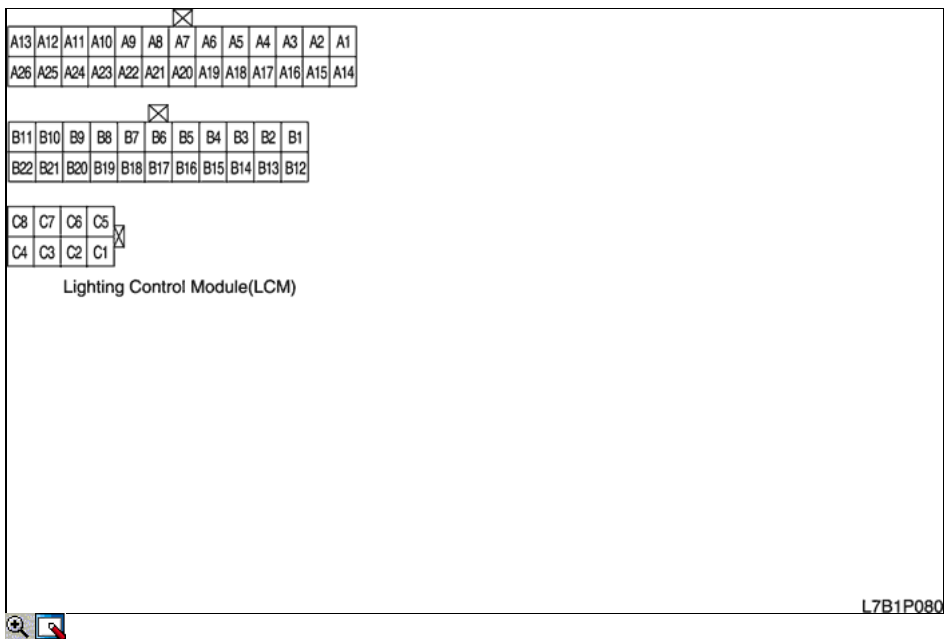 A13 A12 A11 A10 A9 A8 A7 A6 A5 A4 A3 A2 A1
A26 A25 A24 A23 A22 A21 A20 A19 A18 A17 A16 A15 A14
B11 B10 B9 B8 B7 B6 B5 B4 B3 B2 B1
B22 B21 B20 B19 B18 B17 B16 B15 B14 B13 B12
C8 C7 C6 C5
C4 C3 C2 C1
Lighting Control Module(LCM)
L7B1P080